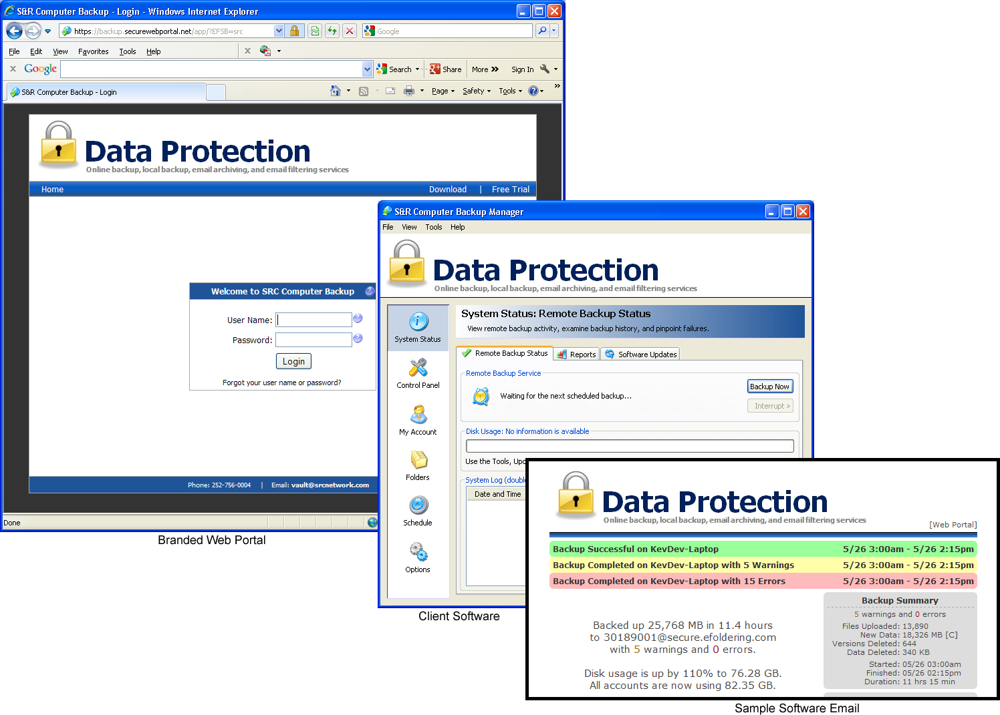 S&R Computer Backup - Login - Windows Internet Explorer
https://backup.securewebportal.net/app/?EFSB=src
Google
File Edit View Favorites Tools Help
Google Search Share More » Sign In
S&R Computer Backup - Login
Page Safety Tools »
Data Protection
Online backup, local backup, email archiving, and email filtering services
Home Download | Free Trial
Welcome to SRC Computer Backup
User Name:
Password:
Login
Forgot your user name or password?
Phone: 252-756-0004 | Email: vault@srcnetwork.com
Done
Branded Web Portal
S&R Computer Backup Manager
File View Tools Help
Data Protection
Online backup, local backup, email archiving, and email filtering services
System Status
Control Panel
My Account
Folders
Schedule
Options
System Status: Remote Backup Status
View remote backup activity, examine backup history, and pinpoint failures.
Remote Backup Status Reports Software Updates
Remote Backup Service
Waiting for the next scheduled backup...
Backup Now
Interrupt »
Disk Usage: No information is available
Use the Tools, Upd
System Log (doubl
Date and Time
Client Software
Data Protection
Online backup, local backup, email archiving, and email filtering services
[Web Portal]
Backup Successful on KevDev-Laptop 5/26 3:00am - 5/26 2:15pm
Backup Completed on KevDev-Laptop with 5 Warnings 5/26 3:00am - 5/26 2:15pm
Backup Completed on KevDev-Laptop with 15 Errors 5/26 3:00am - 5/26 2:15pm
Backed up 25,768 MB in 11.4 hours
to 30189001@secure.efoldering.com
with 5 warnings and 0 errors.
Disk usage is up by 110% to 76.28 GB.
All accounts are now using 82.35 GB.
Backup Summary
5 warnings and 0 errors
Files Uploaded: 13,890
New Data: 18,326 MB [C]
Versions Deleted: 644
Data Deleted: 340 KB
Started: 05/26 03:00am
Finished: 05/26 02:15pm
Duration: 11 hrs 15 min
Sample Software Email